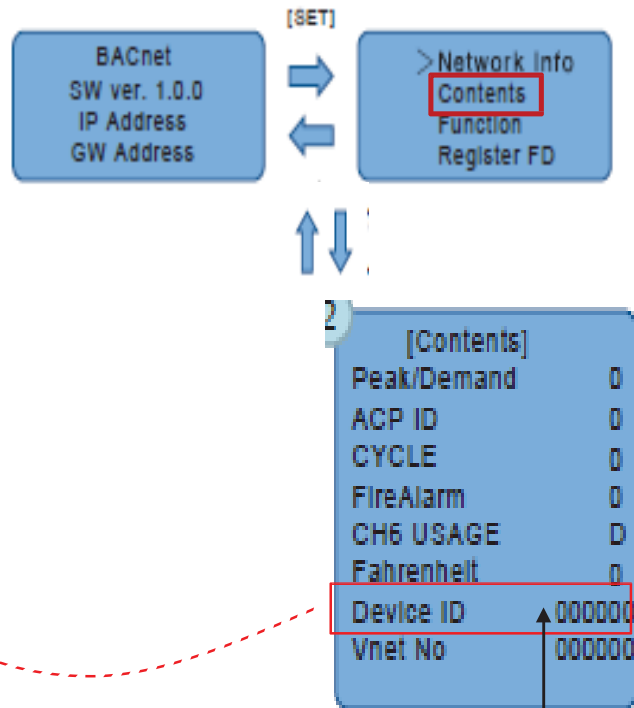 [SET]
BACnet
SW ver. 1.0.0
IP Address
GW Address
>Network Info
Contents
Function
Register FD
2
[Contents]
Peak/Demand 0
ACP ID 0
CYCLE 0
FireAlarm 0
CH6 USAGE D
Fahrenheit 0
Device ID 000000
Vnet No 000000